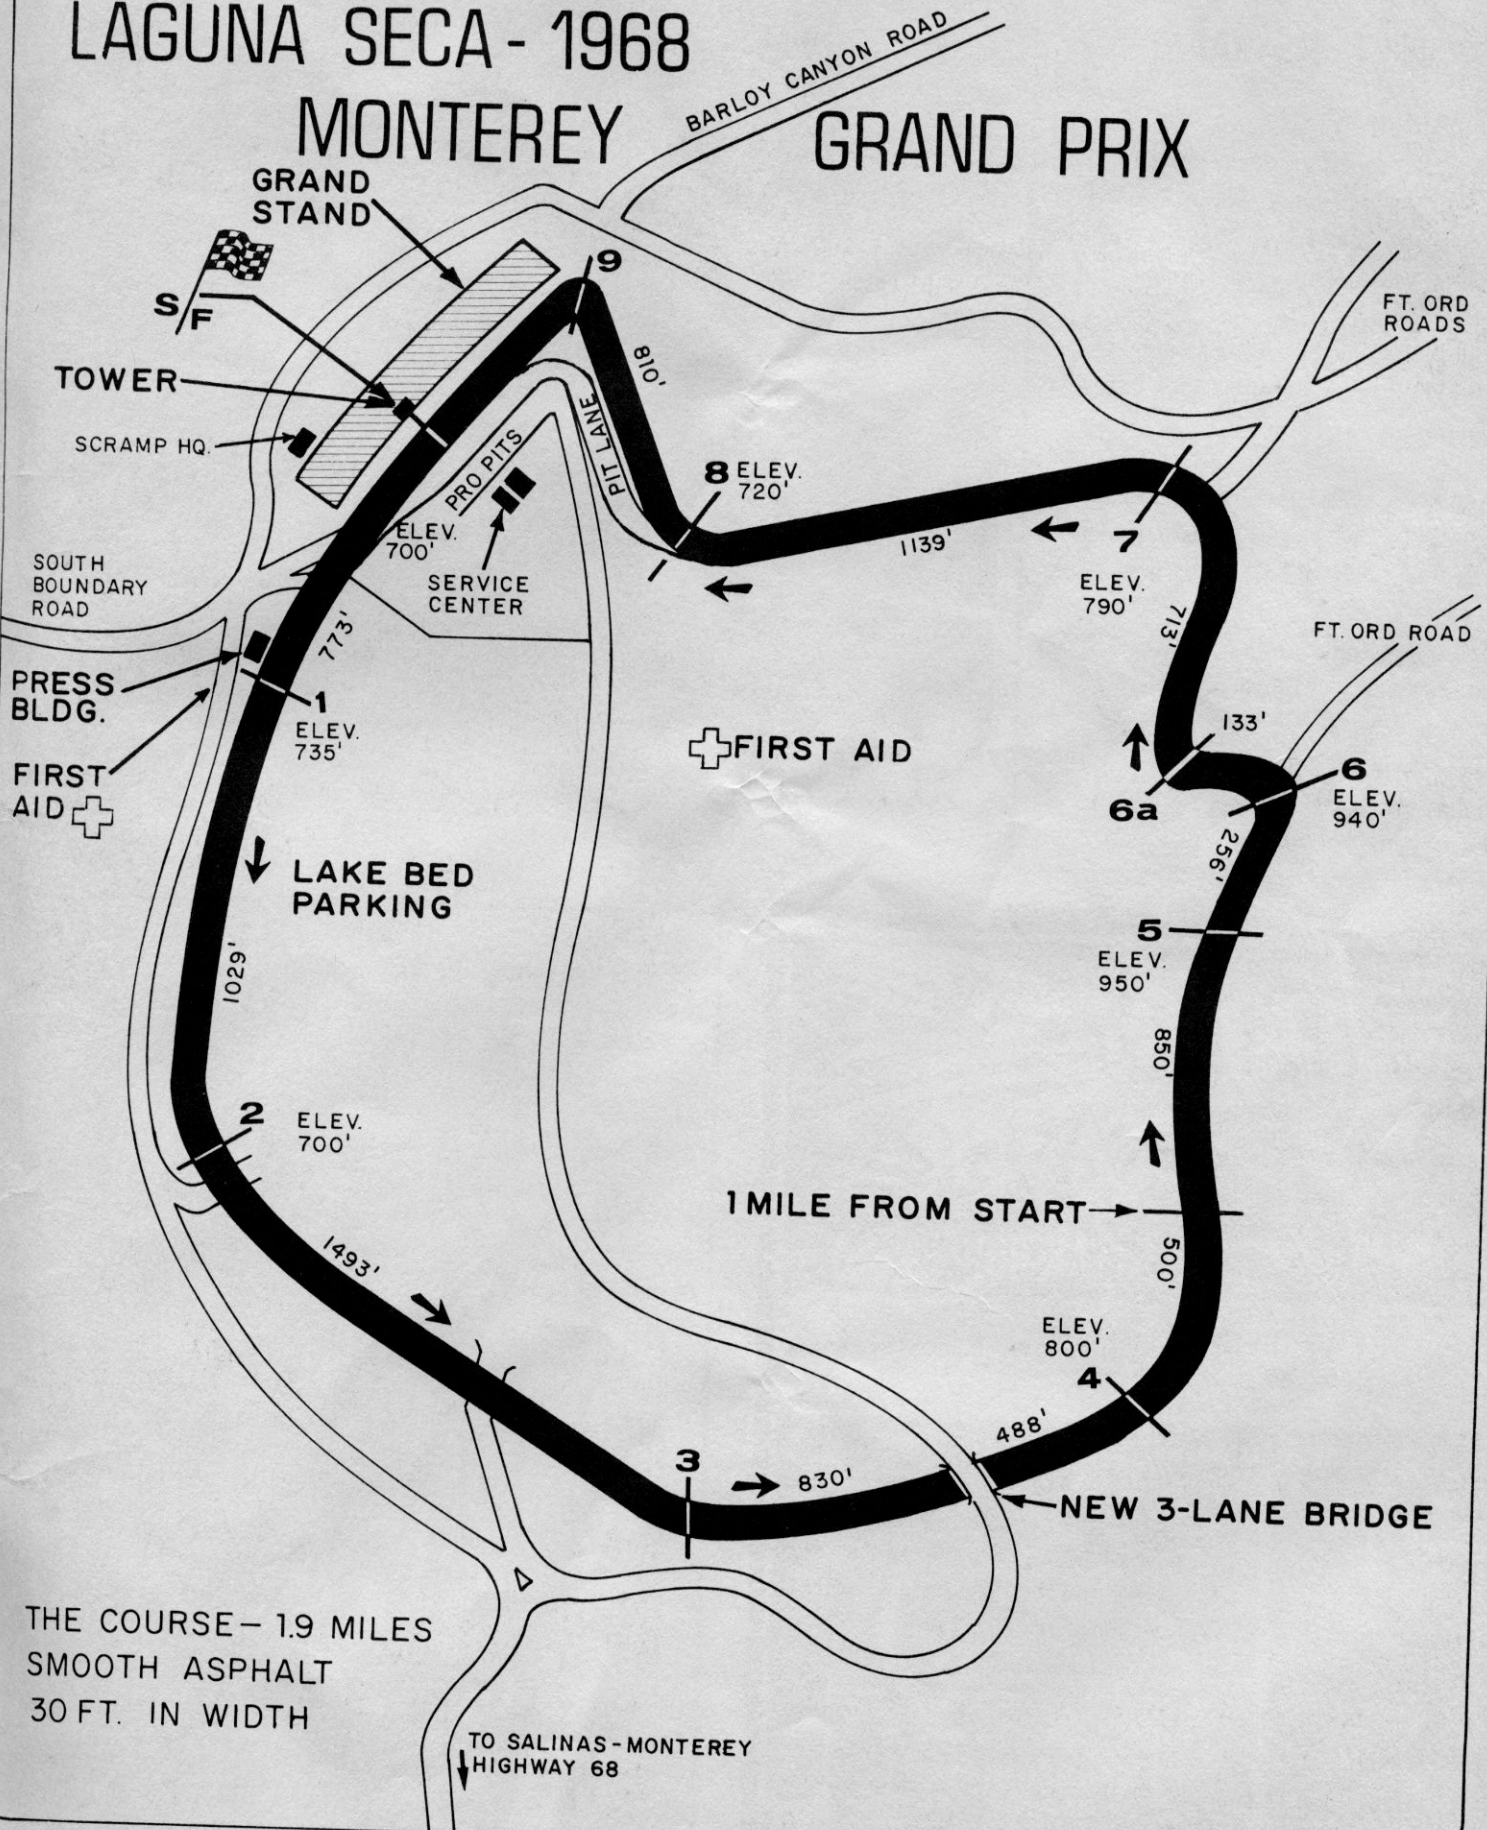 LAGUNA SECA - 1968
MONTEREY GRAND PRIX
BARLOY CANYON ROAD
GRAND
STAND
S/F
9
810'
TOWER
SCRAMP HQ.
PRO PITS
PIT LANE
ELEV.
700'
SERVICE
CENTER
8
ELEV.
720'
1139'
7
ELEV.
790'
713'
FT. ORD
ROADS
FT. ORD ROAD
SOUTH
BOUNDARY
ROAD
773'
PRESS
BLDG.
1
ELEV.
735'
FIRST
AID
FIRST AID
133'
6a
6
ELEV.
940'
256'
LAKE BED
PARKING
5
ELEV.
950'
1029'
850'
2
ELEV.
700'
1 MILE FROM START
500'
1493'
ELEV.
800'
4
488'
3
830'
NEW 3-LANE BRIDGE
THE COURSE — 1.9 MILES
SMOOTH ASPHALT
30 FT. IN WIDTH
TO SALINAS - MONTEREY
HIGHWAY 68